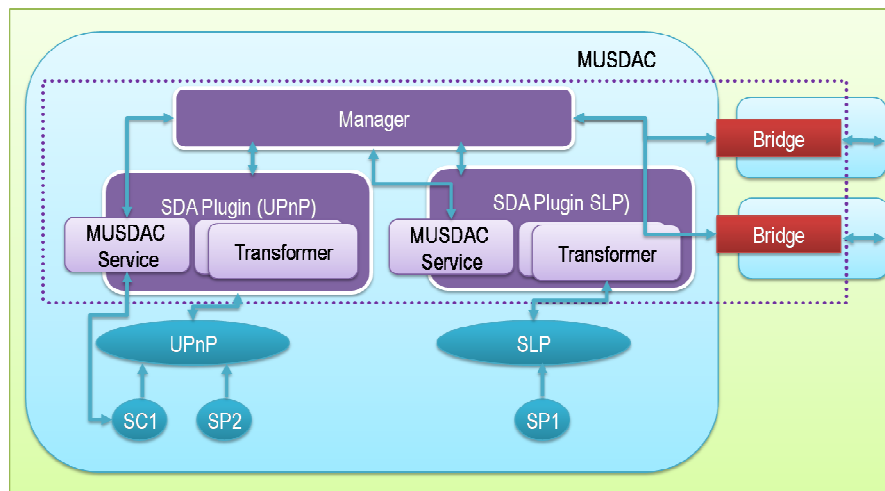 MUSDAC
Manager
Bridge
SDA Plugin (UPnP)
SDA Plugin SLP)
MUSDAC
Service
Transformer
MUSDAC
Service
Transformer
Bridge
UPnP
SLP
SC1
SP2
SP1